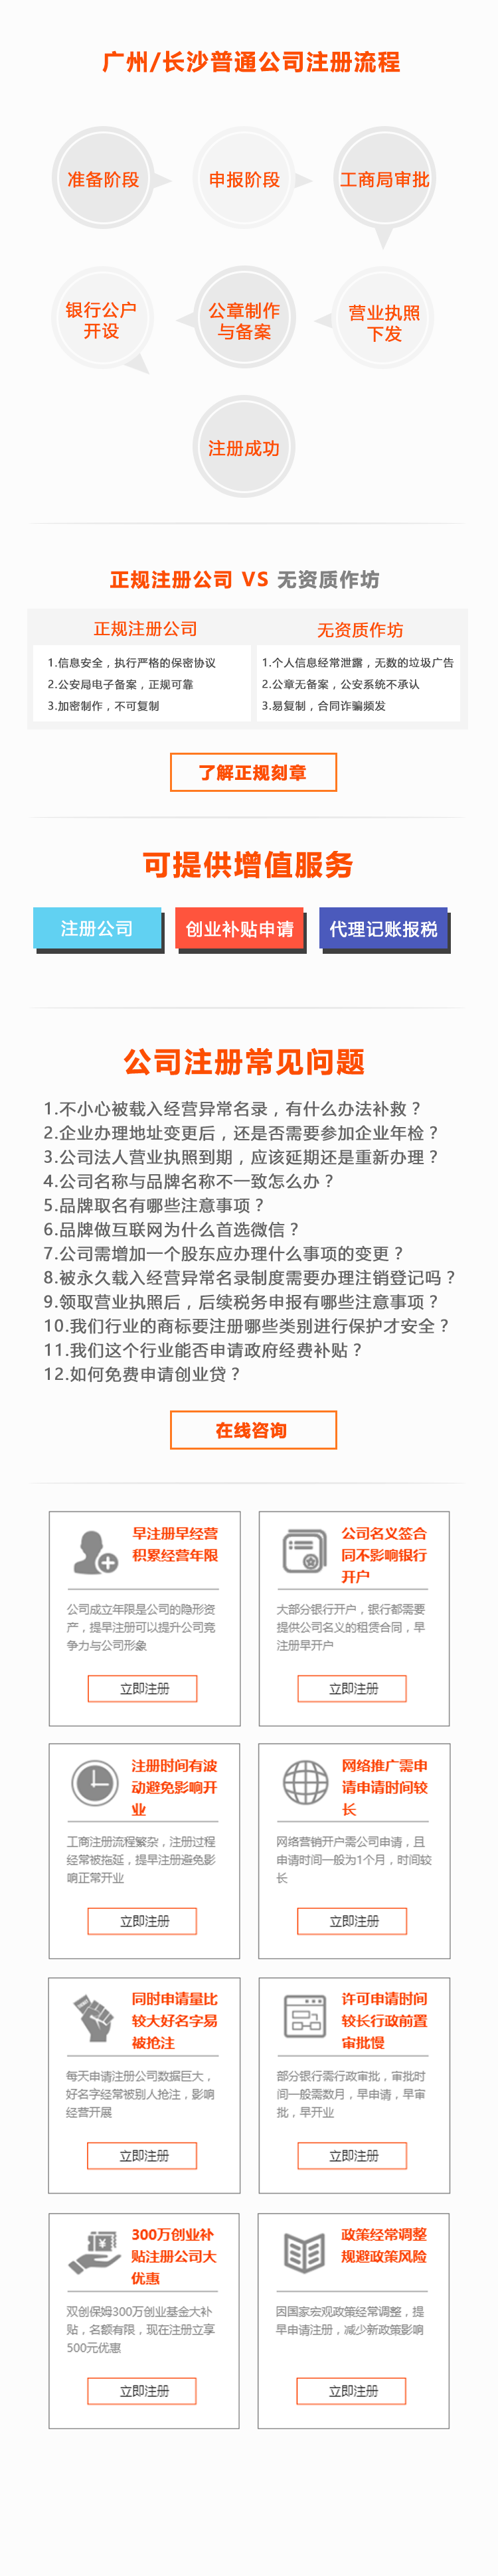 广州/长沙普通公司注册流程
准备阶段
申报阶段
工商局审批
银行公户
开设
公章制作
与备案
营业执照
下发
注册成功
正规注册公司 VS 无资质作坊
正规注册公司
无资质作坊
1.信息安全，执行严格的保密协议
2.公安局电子备案，正规可靠
3.加密制作，不可复制
1.个人信息经常泄露，无数的垃圾广告
2.公章无备案，公安系统不承认
3.易复制，合同诈骗频发
了解正规刻章
可提供增值服务
注册公司
创业补贴申请
代理记账报税
公司注册常见问题
1.不小心被载入经营异常名录，有什么办法补救？
2.企业办理地址变更后，还是否需要参加企业年检？
3.公司法人营业执照到期，应该延期还是重新办理？
4.公司名称与品牌名称不一致怎么办？
5.品牌取名有哪些注意事项？
6.品牌做互联网为什么首选微信？
7.公司需增加一个股东应办理什么事项的变更？
8.被永久载入经营异常名录制度需要办理注销登记吗？
9.领取营业执照后，后续税务申报有哪些注意事项？
10.我们行业的商标要注册哪些类别进行保护才安全？
11.我们这个行业能否申请政府经费补贴？
12.如何免费申请创业贷？
在线咨询
早注册早经营
积累经营年限
公司成立年限是公司的隐形资
产，提早注册可以提升公司竞
争力与公司形象
立即注册
公司名义签合
同不影响银行
开户
大部分银行开户，银行都需要
提供公司名义的租赁合同，早
注册早开户
立即注册
注册时间有波
动避免影响开
业
工商注册流程繁杂，注册过程
经常被拖延，提早注册避免影
响正常开业
立即注册
网络推广需申
请申请时间较
长
网络营销开户需公司申请，且
申请时间一般为1个月，时间较
长
立即注册
同时申请量比
较大好名字易
被抢注
每天申请注册公司数据巨大，
好名字经常被别人抢注，影响
经营开展
立即注册
许可申请时间
较长行政前置
审批慢
部分银行需行政审批，审批时
间一般需数月，早申请，早审
批，早开业
立即注册
300万创业补
贴注册公司大
优惠
双创保姆300万创业基金大补
贴，名额有限，现在注册立享
500元优惠
立即注册
政策经常调整
规避政策风险
因国家宏观政策经常调整，提
早申请注册，减少新政策影响
立即注册